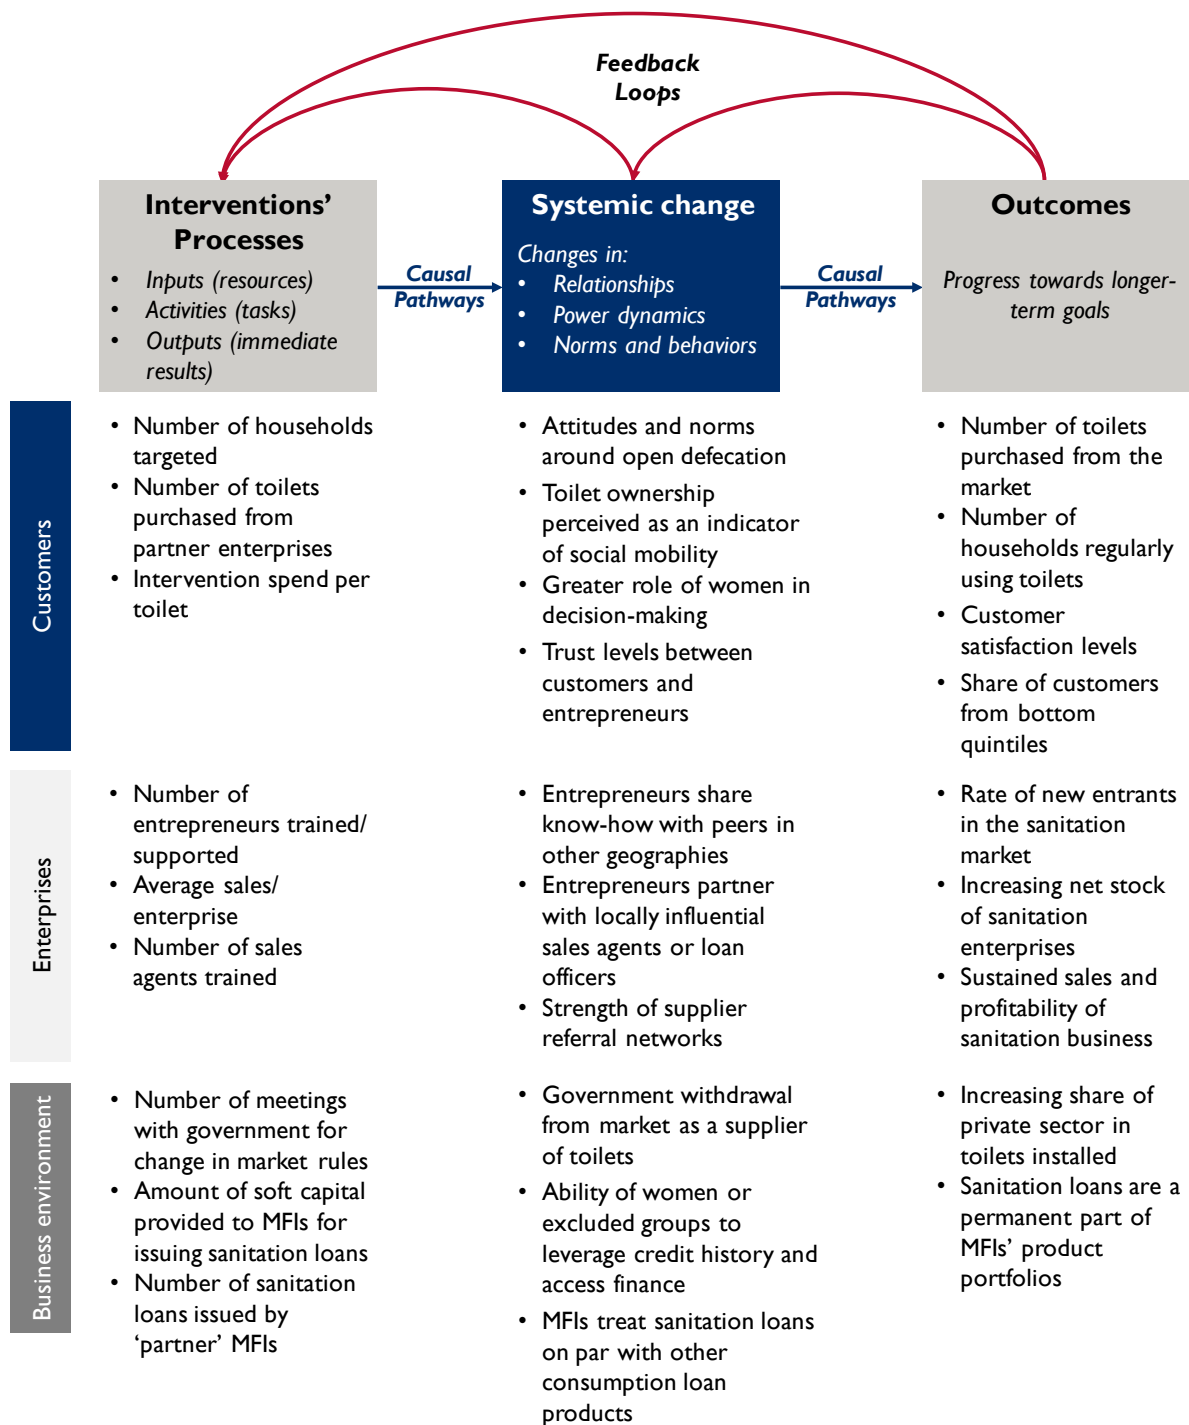 Feedback
Loops
Interventions’
Processes
• Inputs (resources)
• Activities (tasks)
• Outputs (immediate
results)
Causal
Pathways
Systemic change
Changes in:
• Relationships
• Power dynamics
• Norms and behaviors
Causal
Pathways
Outcomes
Progress towards longer-
term goals
Customers
• Number of households
targeted
• Number of toilets
purchased from
partner enterprises
• Intervention spend per
toilet
• Attitudes and norms
around open defecation
• Toilet ownership
perceived as an indicator
of social mobility
• Greater role of women in
decision-making
• Trust levels between
customers and
entrepreneurs
• Number of toilets
purchased from the
market
• Number of
households regularly
using toilets
• Customer
satisfaction levels
• Share of customers
from bottom
quintiles
Enterprises
• Number of
entrepreneurs trained/
supported
• Average sales/
enterprise
• Number of sales
agents trained
• Entrepreneurs share
know-how with peers in
other geographies
• Entrepreneurs partner
with locally influential
sales agents or loan
officers
• Strength of supplier
referral networks
• Rate of new entrants
in the sanitation
market
• Increasing net stock
of sanitation
enterprises
• Sustained sales and
profitability of
sanitation business
Business environment
• Number of meetings
with government for
change in market rules
• Amount of soft capital
provided to MFIs for
issuing sanitation loans
• Number of sanitation
loans issued by
‘partner’ MFIs
• Government withdrawal
from market as a supplier
of toilets
• Ability of women or
excluded groups to
leverage credit history and
access finance
• MFIs treat sanitation loans
on par with other
consumption loan
products
• Increasing share of
private sector in
toilets installed
• Sanitation loans are a
permanent part of
MFIs’ product
portfolios